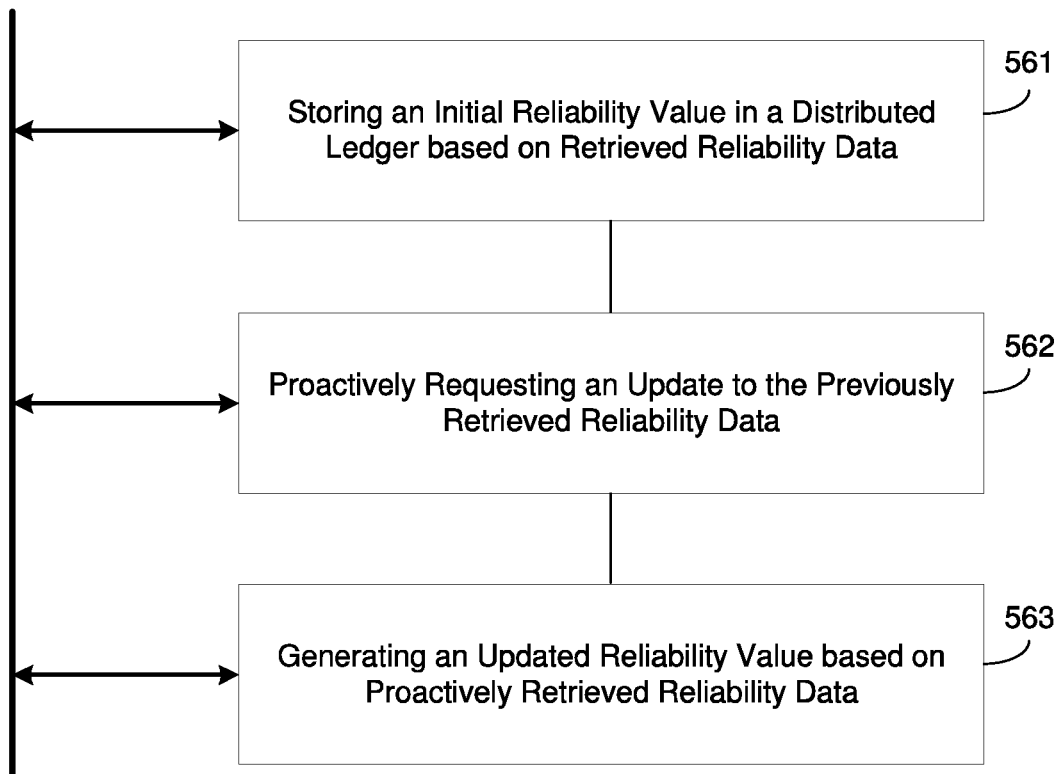 561
Storing an Initial Reliability Value in a Distributed
Ledger based on Retrieved Reliability Data
562
Proactively Requesting an Update to the Previously
Retrieved Reliability Data
563
Generating an Updated Reliability Value based on
Proactively Retrieved Reliability Data